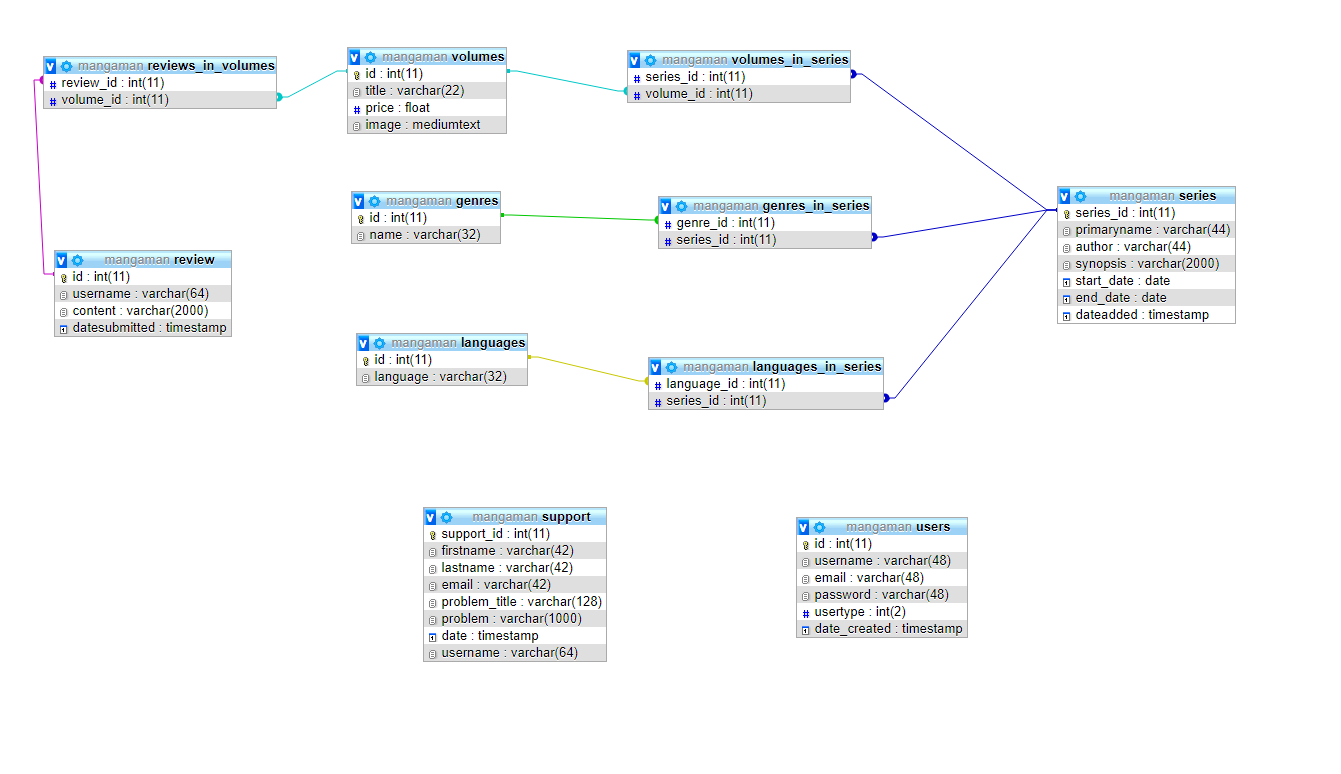 mangaman reviews_in_volumes
review_id : int(11)
volume_id : int(11)
mangaman volumes
id : int(11)
title : varchar(22)
price : float
image : mediumtext
mangaman volumes_in_series
series_id : int(11)
volume_id : int(11)
mangaman genres
id : int(11)
name : varchar(32)
mangaman genres_in_series
genre_id : int(11)
series_id : int(11)
mangaman series
series_id : int(11)
primaryname : varchar(44)
author : varchar(44)
synopsis : varchar(2000)
start_date : date
end_date : date
dateadded : timestamp
mangaman review
id : int(11)
username : varchar(64)
content : varchar(2000)
datesubmitted : timestamp
mangaman languages
id : int(11)
language : varchar(32)
mangaman languages_in_series
language_id : int(11)
series_id : int(11)
mangaman support
support_id : int(11)
firstname : varchar(42)
lastname : varchar(42)
email : varchar(42)
problem_title : varchar(128)
problem : varchar(1000)
date : timestamp
username : varchar(64)
mangaman users
id : int(11)
username : varchar(48)
email : varchar(48)
password : varchar(48)
usertype : int(2)
date_created : timestamp